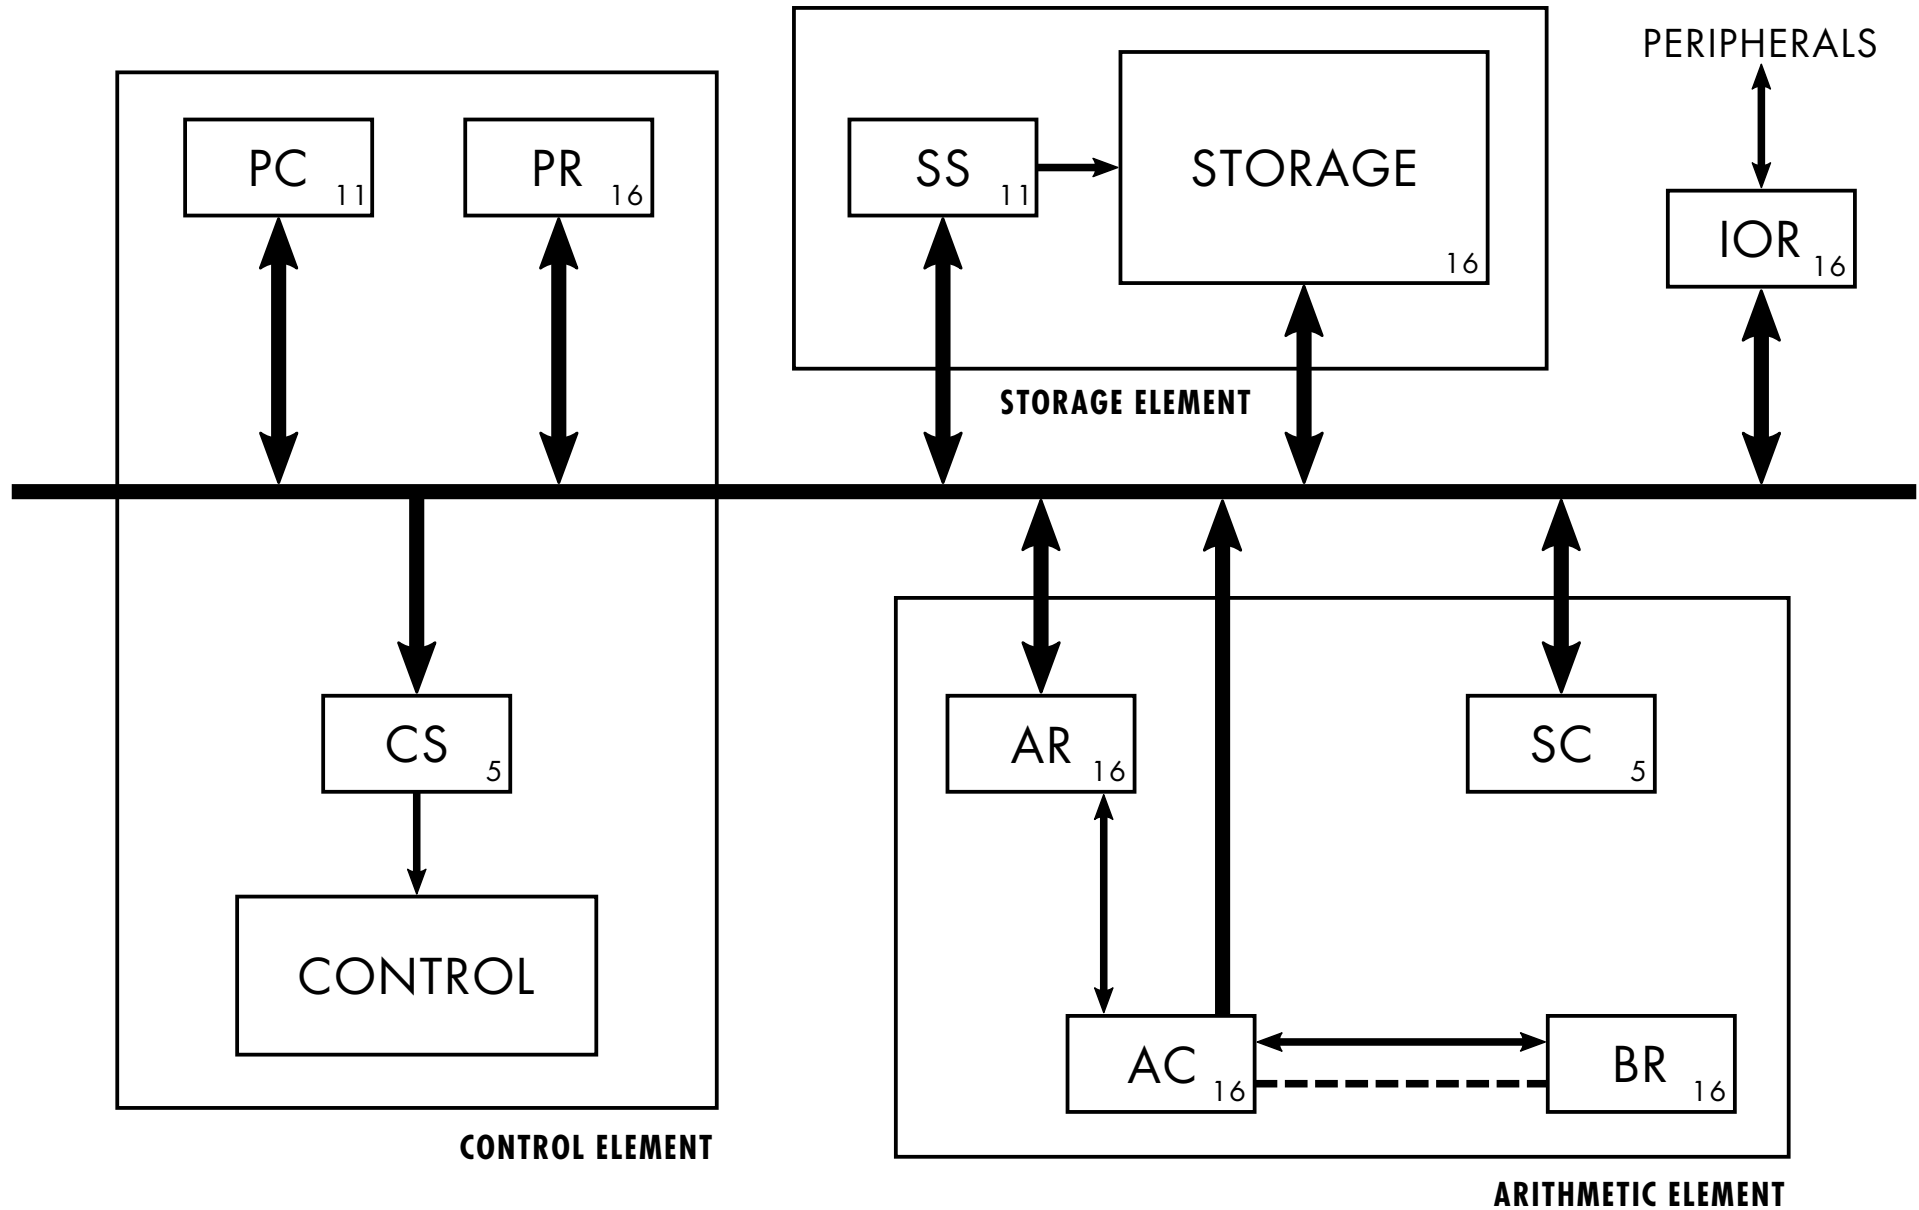 PERIPHERALS
PC
11
PR
16
SS
11
STORAGE
16
IOR
16
STORAGE ELEMENT
CS
5
AR
16
SC
5
CONTROL
AC
16
BR
16
CONTROL ELEMENT
ARITHMETIC ELEMENT